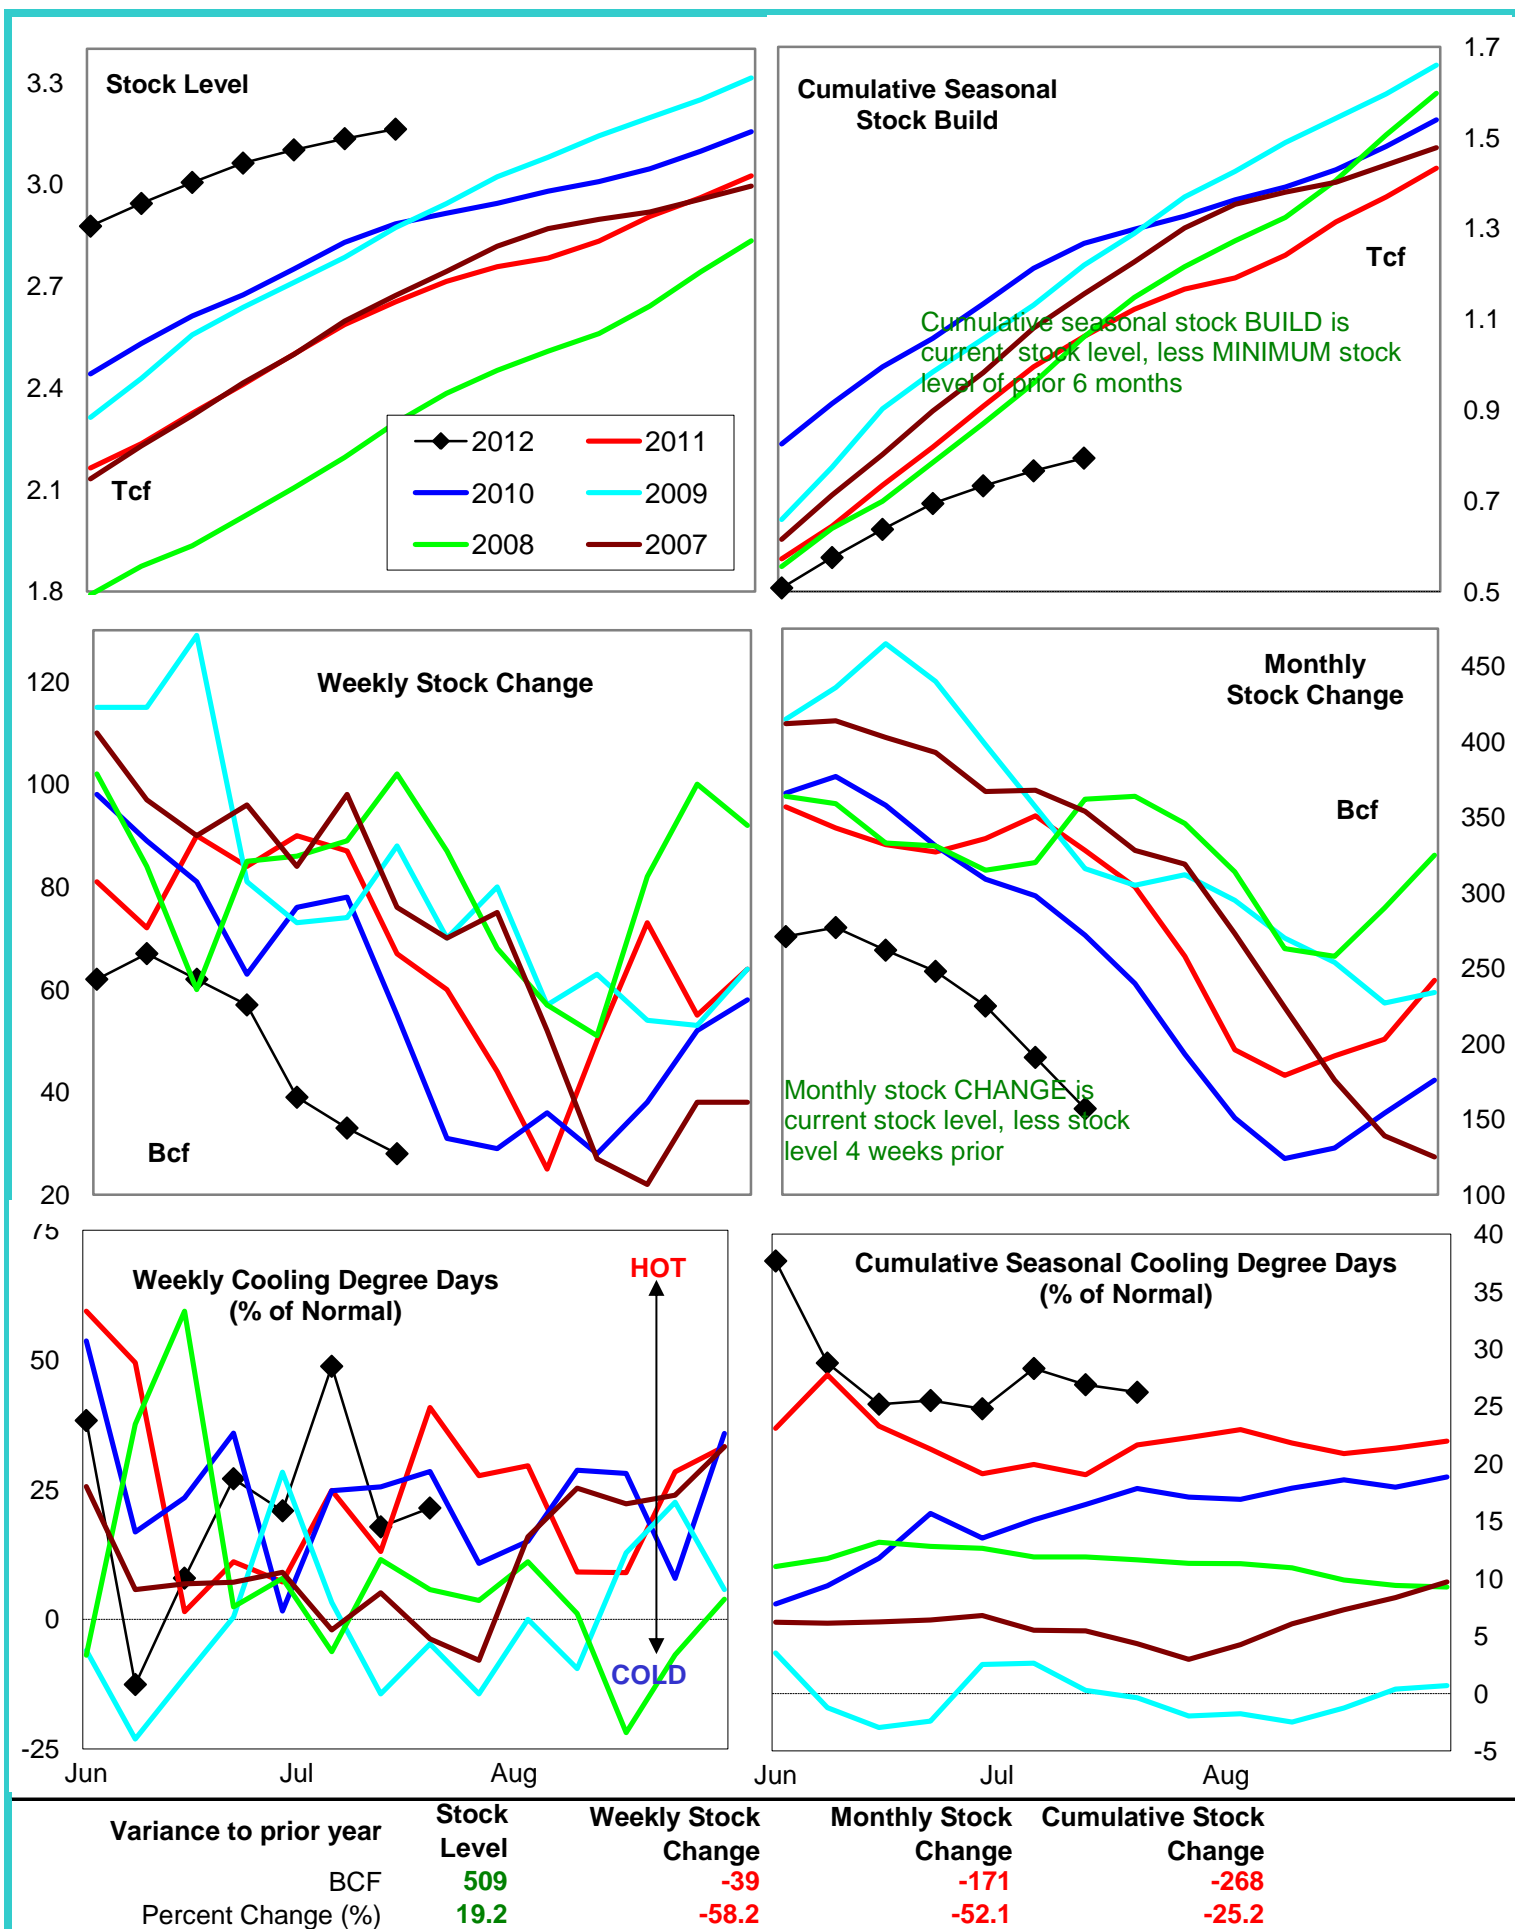 Stock Level
3.3
3.0
2.7
2.4
2.1
1.8
Tcf
2012
2011
2010
2009
2008
2007
Cumulative Seasonal
Stock Build
1.7
1.5
1.3
1.1
0.9
0.7
0.5
Tcf
Cumulative seasonal stock BUILD is
current stock level, less MINIMUM stock
level of prior 6 months
Weekly Stock Change
120
100
80
60
40
20
Bcf
Monthly
Stock Change
450
400
350
300
250
200
150
100
Bcf
Monthly stock CHANGE is
current stock level, less stock
level 4 weeks prior
Weekly Cooling Degree Days
(% of Normal)
HOT
COLD
75
50
25
0
-25
Jun
Jul
Aug
Cumulative Seasonal Cooling Degree Days
(% of Normal)
40
35
30
25
20
15
10
5
0
-5
Jun
Jul
Aug
Variance to prior year
Stock
Level
Weekly Stock
Change
Monthly Stock
Change
Cumulative Stock
Change
BCF 509 -39 -171 -268
Percent Change (%) 19.2 -58.2 -52.1 -25.2